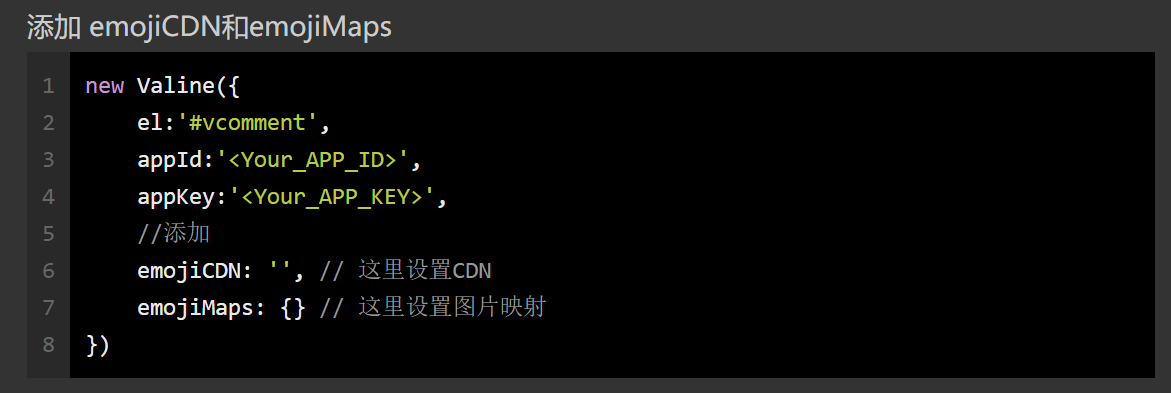 添加 emojiCDN和emojiMaps
1 new Valine({
2     el:'#vcomment',
3     appId:'<Your_APP_ID>',
4     appKey:'<Your_APP_KEY>',
5     //添加
6     emojiCDN: '', // 这里设置CDN
7     emojiMaps: {} // 这里设置图片映射
8 })